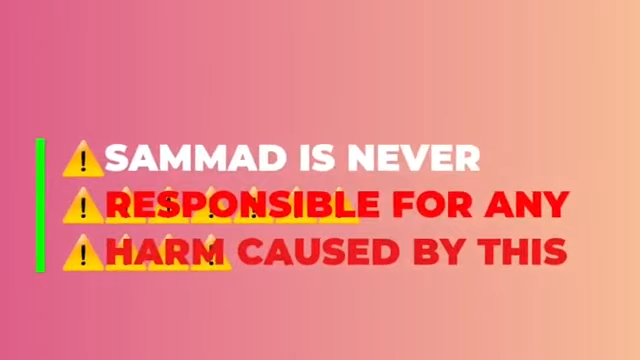 ⚠️SAMMAD IS NEVER
⚠️RESPONSIBLE FOR ANY
⚠️HARM CAUSED BY THIS